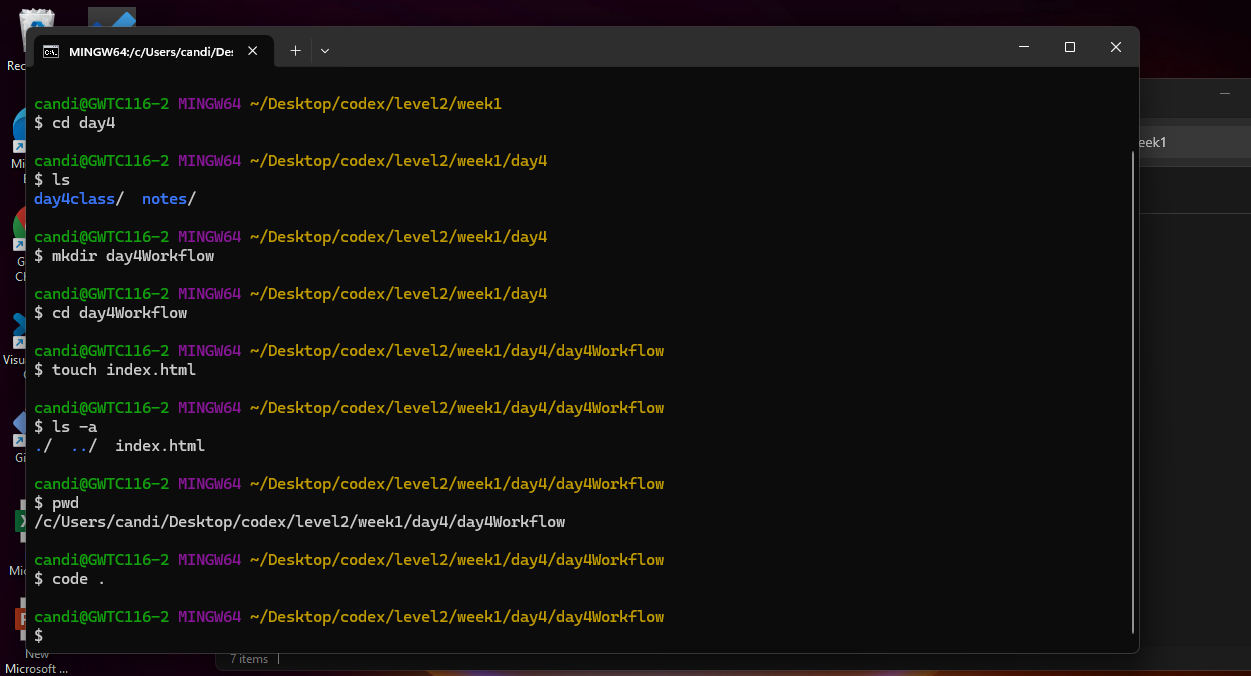 MINGW64:/c/Users/candi/Des
candi@GWTC116-2 MINGW64 ~/Desktop/codex/level2/week1
$ cd day4
candi@GWTC116-2 MINGW64 ~/Desktop/codex/level2/week1/day4
$ ls
day4class/  notes/
candi@GWTC116-2 MINGW64 ~/Desktop/codex/level2/week1/day4
$ mkdir day4Workflow
candi@GWTC116-2 MINGW64 ~/Desktop/codex/level2/week1/day4
$ cd day4Workflow
candi@GWTC116-2 MINGW64 ~/Desktop/codex/level2/week1/day4/day4Workflow
$ touch index.html
candi@GWTC116-2 MINGW64 ~/Desktop/codex/level2/week1/day4/day4Workflow
$ ls -a
./  ../  index.html
candi@GWTC116-2 MINGW64 ~/Desktop/codex/level2/week1/day4/day4Workflow
$ pwd
/c/Users/candi/Desktop/codex/level2/week1/day4/day4Workflow
candi@GWTC116-2 MINGW64 ~/Desktop/codex/level2/week1/day4/day4Workflow
$ code .
candi@GWTC116-2 MINGW64 ~/Desktop/codex/level2/week1/day4/day4Workflow
$
Rec
Mi
G
Visu
Gi
Mic
New
Microsoft ...
eek1
7 items